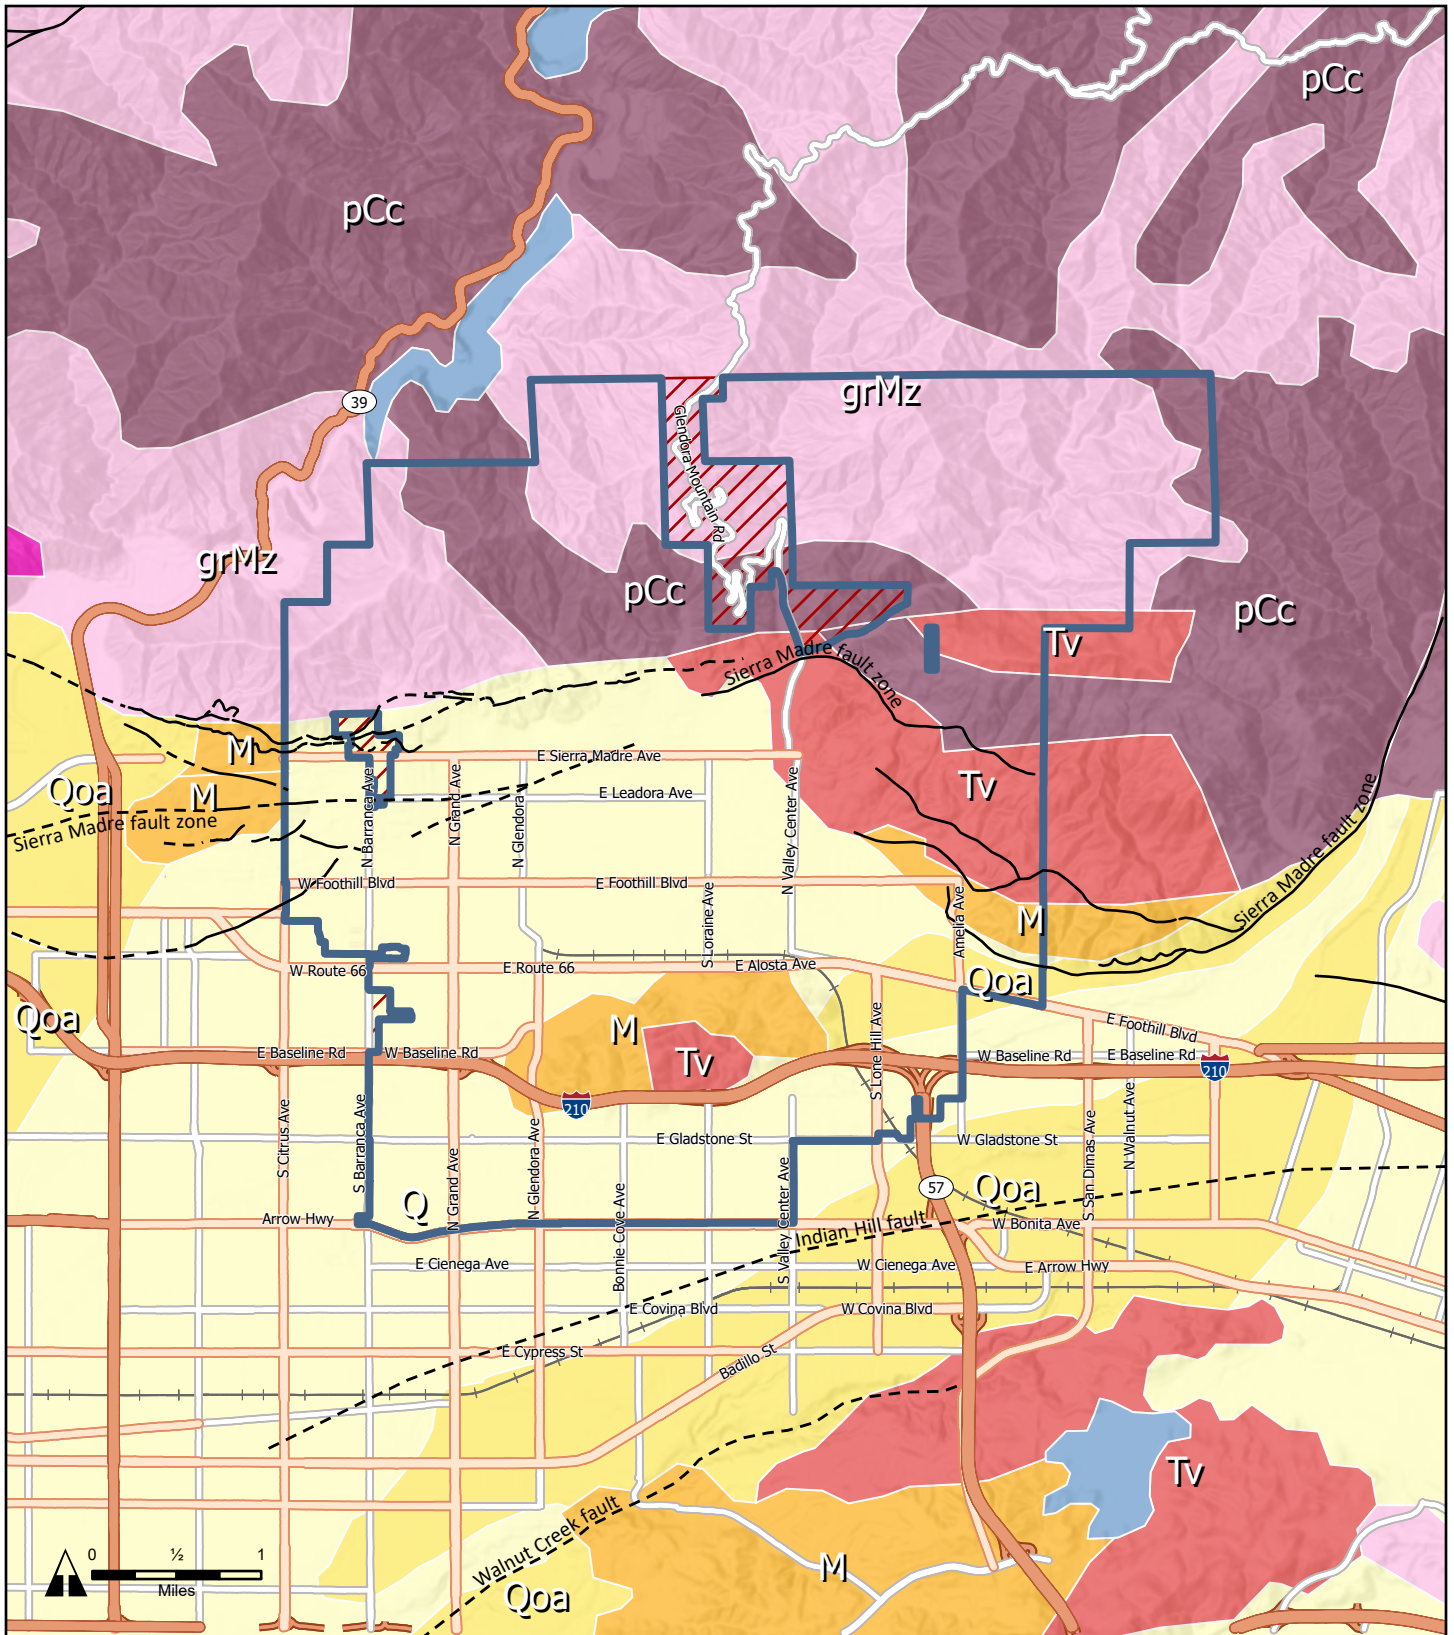 pCc
pCc
39
grMz
Glendora Mountain Rd
grMz
pCc
pCc
Tv
Sierra Madre fault zone
M
E Sierra Madre Ave
Qoa
M
E Leadora Ave
Tv
Sierra Madre fault zone
N Barranca Ave
N Grand Ave
N Glendora
N Valley Center Ave
Sierra Madre fault zone
W Foothill Blvd
E Foothill Blvd
S Loraine Ave
Amelia Ave
M
W Route 66
E Route 66
E Alosta Ave
Qoa
Qoa
M
Tv
S Lone Hill Ave
E Foothill Blvd
E Baseline Rd
W Baseline Rd
W Baseline Rd
E Baseline Rd
210
210
S Citrus Ave
S Barranca Ave
N Grand Ave
N Glendora Ave
E Gladstone St
W Gladstone St
S San Dimas Ave
N Walnut Ave
Bonnie Cove Ave
S Valley Center Ave
57
Qoa
Q
Arrow Hwy
Indian Hill fault
W Bonita Ave
E Cienega Ave
W Cienega Ave
E Arrow Hwy
E Covina Blvd
W Covina Blvd
E Cypress St
Badillo St
Tv
Walnut Creek fault
M
Qoa
0 ½ 1
Miles